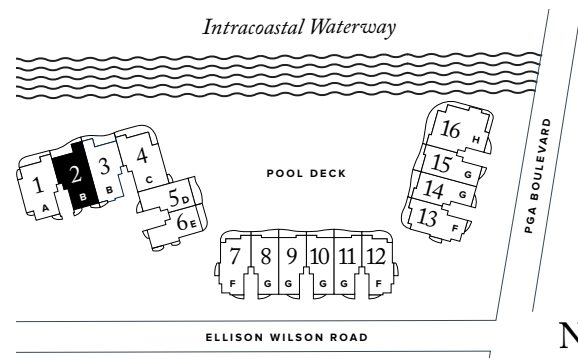 Intracoastal Waterway
1 A
2 B
3 B
4 C
5 D
6 E
POOL DECK
16 H
15 G
14 G
13 F
PGA BOULEVARD
7 F
8 G
9 G
10 G
11 G
12 F
ELLISON WILSON ROAD
N